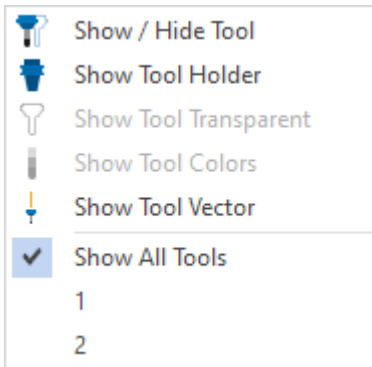 Show / Hide Tool
Show Tool Holder
Show Tool Transparent
Show Tool Colors
Show Tool Vector
Show All Tools
1
2